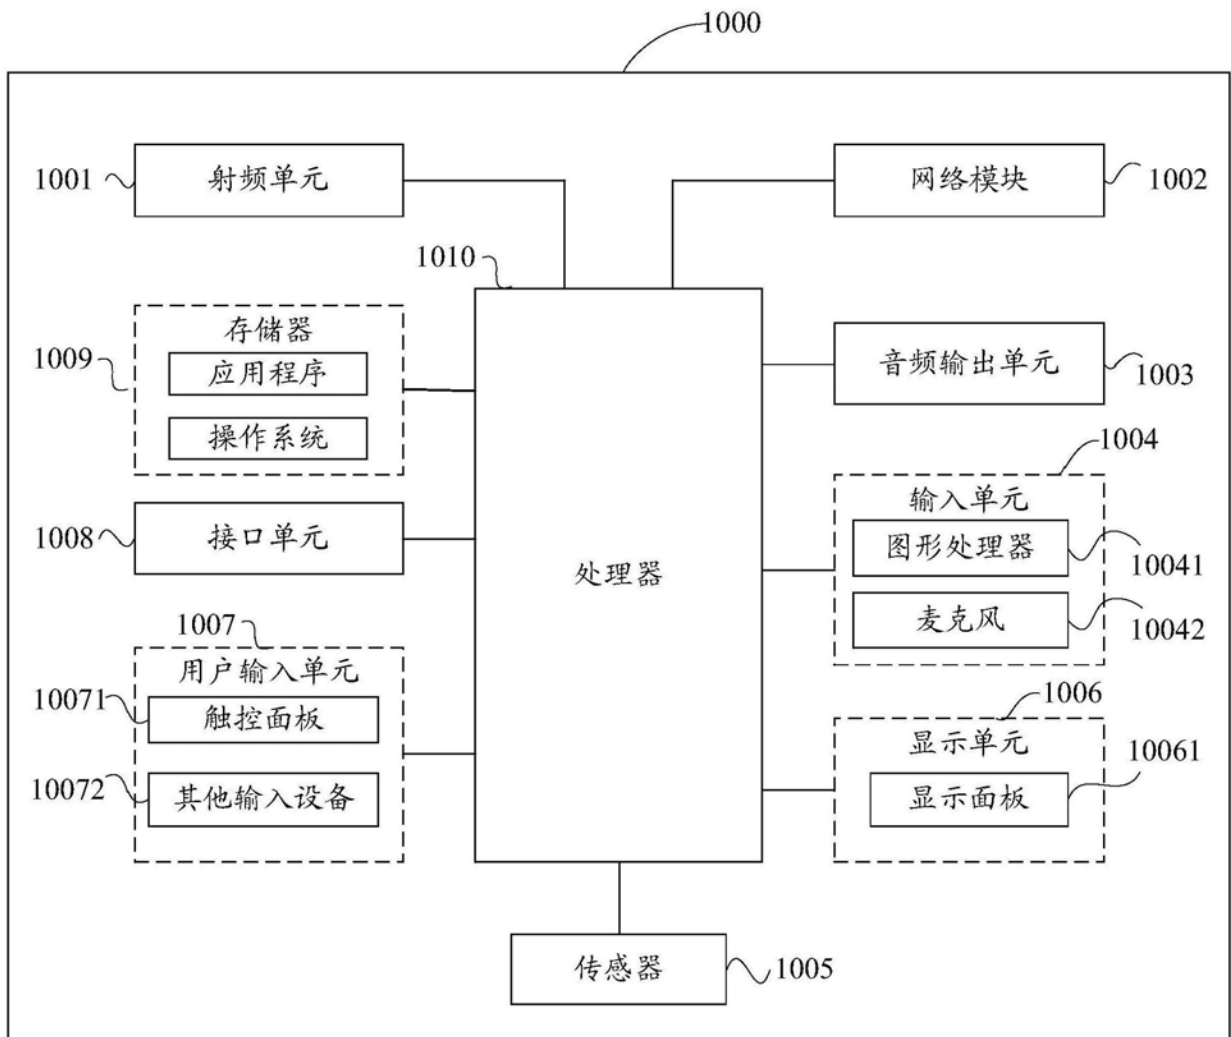 1000
1001
射频单元
网络模块
1002
1010
存储器
1009
应用程序
操作系统
音频输出单元
1003
1004
输入单元
图形处理器
10041
麦克风
10042
1008
接口单元
处理器
1007
用户输入单元
10071
触控面板
10072
其他输入设备
1006
显示单元
10061
显示面板
传感器
1005